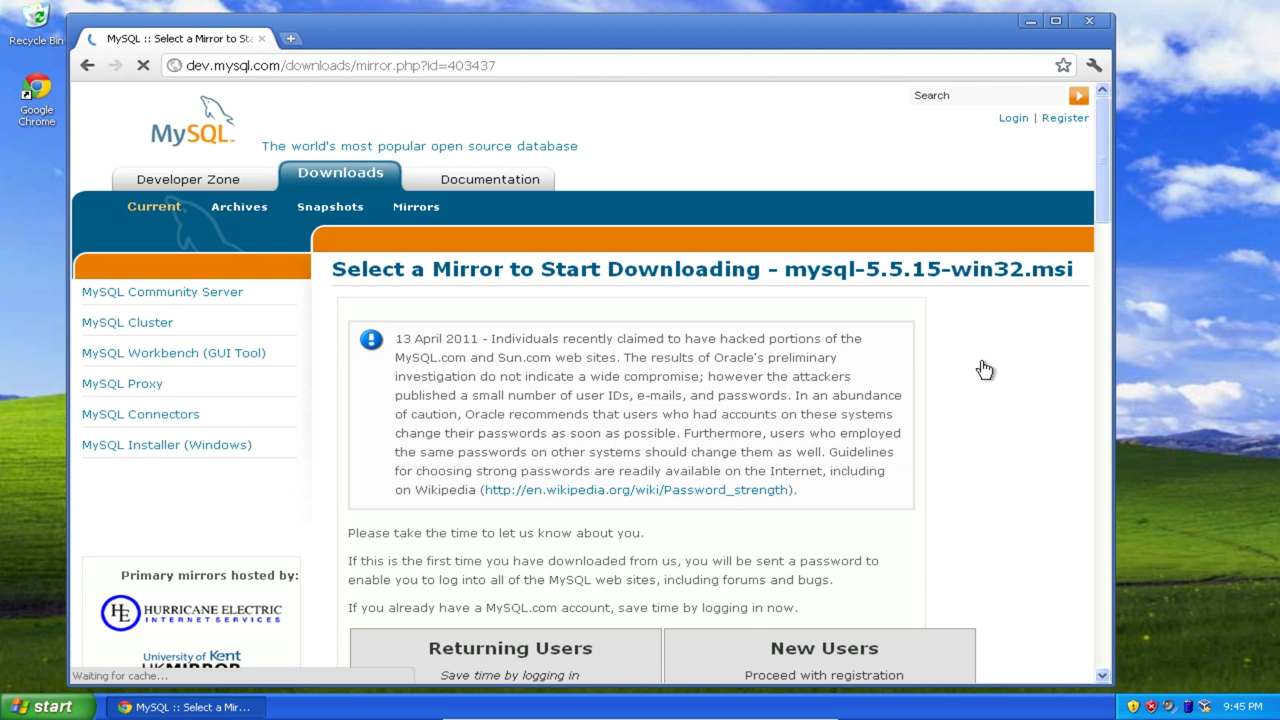 Recycle Bin
Google
Chrome
MySQL :: Select a Mirror to St
dev.mysql.com/downloads/mirror.php?id=403437
Search
Login | Register
MySQL
The world's most popular open source database
Developer Zone
Downloads
Documentation
Current
Archives
Snapshots
Mirrors
MySQL Community Server
MySQL Cluster
MySQL Workbench (GUI Tool)
MySQL Proxy
MySQL Connectors
MySQL Installer (Windows)
Primary mirrors hosted by:
HE HURRICANE ELECTRIC
INTERNET SERVICES
University of Kent
UKMIRROR
Select a Mirror to Start Downloading - mysql-5.5.15-win32.msi
13 April 2011 - Individuals recently claimed to have hacked portions of the
MySQL.com and Sun.com web sites. The results of Oracle's preliminary
investigation do not indicate a wide compromise; however the attackers
published a small number of user IDs, e-mails, and passwords. In an abundance
of caution, Oracle recommends that users who had accounts on these systems
change their passwords as soon as possible. Furthermore, users who employed
the same passwords on other systems should change them as well. Guidelines
for choosing strong passwords are readily available on the Internet, including
on Wikipedia (http://en.wikipedia.org/wiki/Password_strength).
Please take the time to let us know about you.
If this is the first time you have downloaded from us, you will be sent a password to
enable you to log into all of the MySQL web sites, including forums and bugs.
If you already have a MySQL.com account, save time by logging in now.
Returning Users
Save time by logging in
New Users
Proceed with registration
Waiting for cache...
start
MySQL :: Select a Mir...
9:45 PM